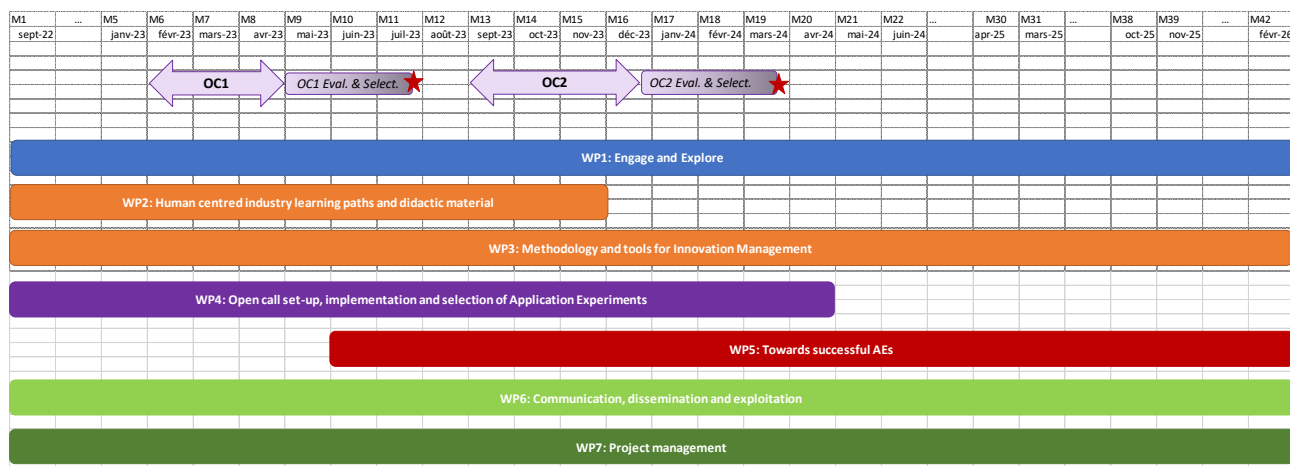 M1 ... M5 M6 M7 M8 M9 M10 M11 M12 M13 M14 M15 M16 M17 M18 M19 M20 M21 M22 ... M30 M31 ... M38 M39 ... M42
sept-22 janv-23 févr-23 mars-23 avr-23 mai-23 juin-23 juil-23 août-23 sept-23 oct-23 nov-23 déc-23 janv-24 févr-24 mars-24 avr-24 mai-24 juin-24 apr-25 mars-25 oct-25 nov-25 févr-26
OC1 OC1 Eval. & Select. OC2 OC2 Eval. & Select.
WP1: Engage and Explore
WP2: Human centred industry learning paths and didactic material
WP3: Methodology and tools for Innovation Management
WP4: Open call set-up, implementation and selection of Application Experiments
WP5: Towards successful AEs
WP6: Communication, dissemination and exploitation
WP7: Project management